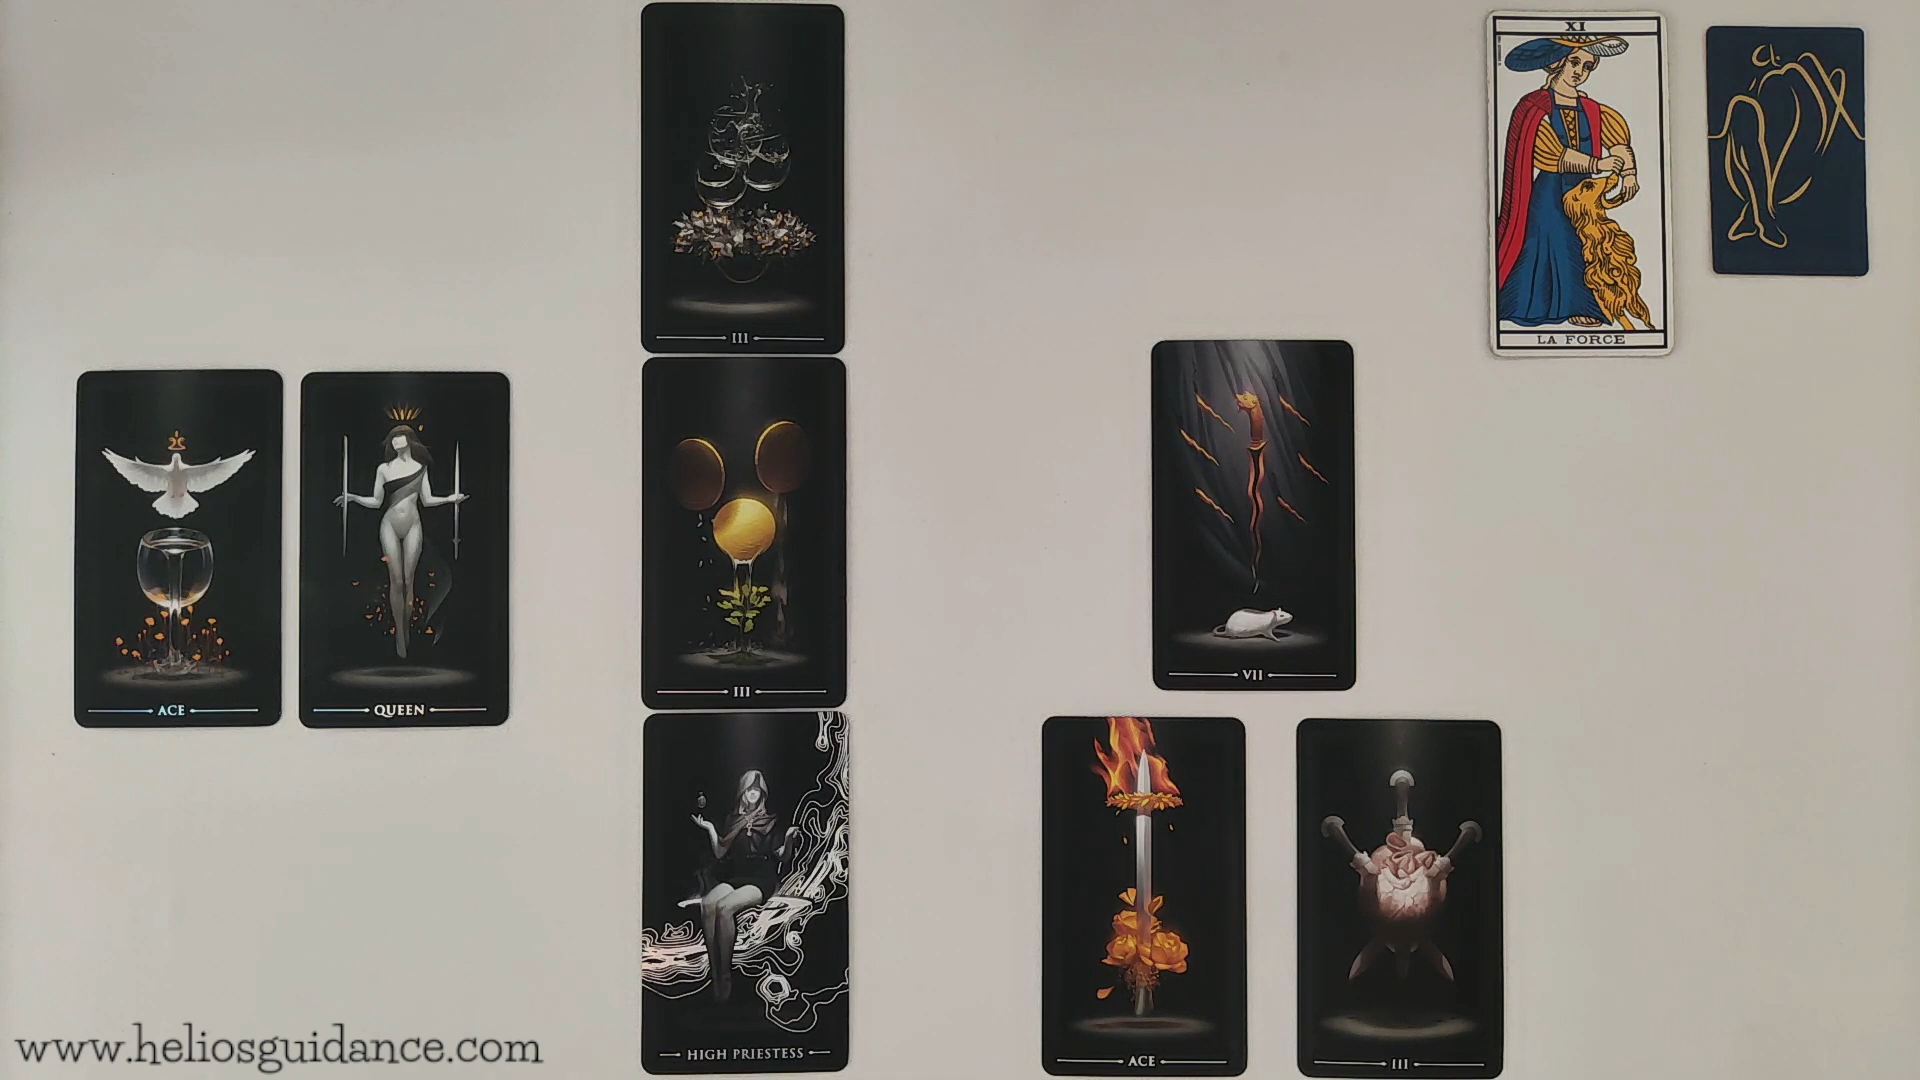 III
XI
LA FORCE
ACE
QUEEN
III
VII
HIGH PRIESTESS
ACE
III
www.heliosguidance.com